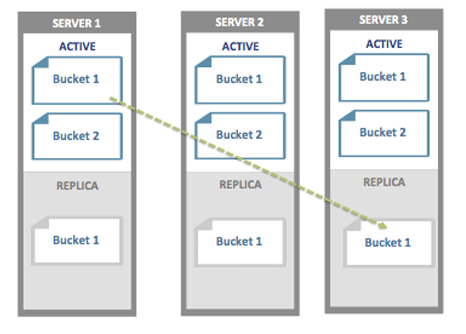 SERVER 1
ACTIVE
Bucket 1
Bucket 2
REPLICA
Bucket 1
SERVER 2
ACTIVE
Bucket 1
Bucket 2
REPLICA
Bucket 1
SERVER 3
ACTIVE
Bucket 1
Bucket 2
REPLICA
Bucket 1